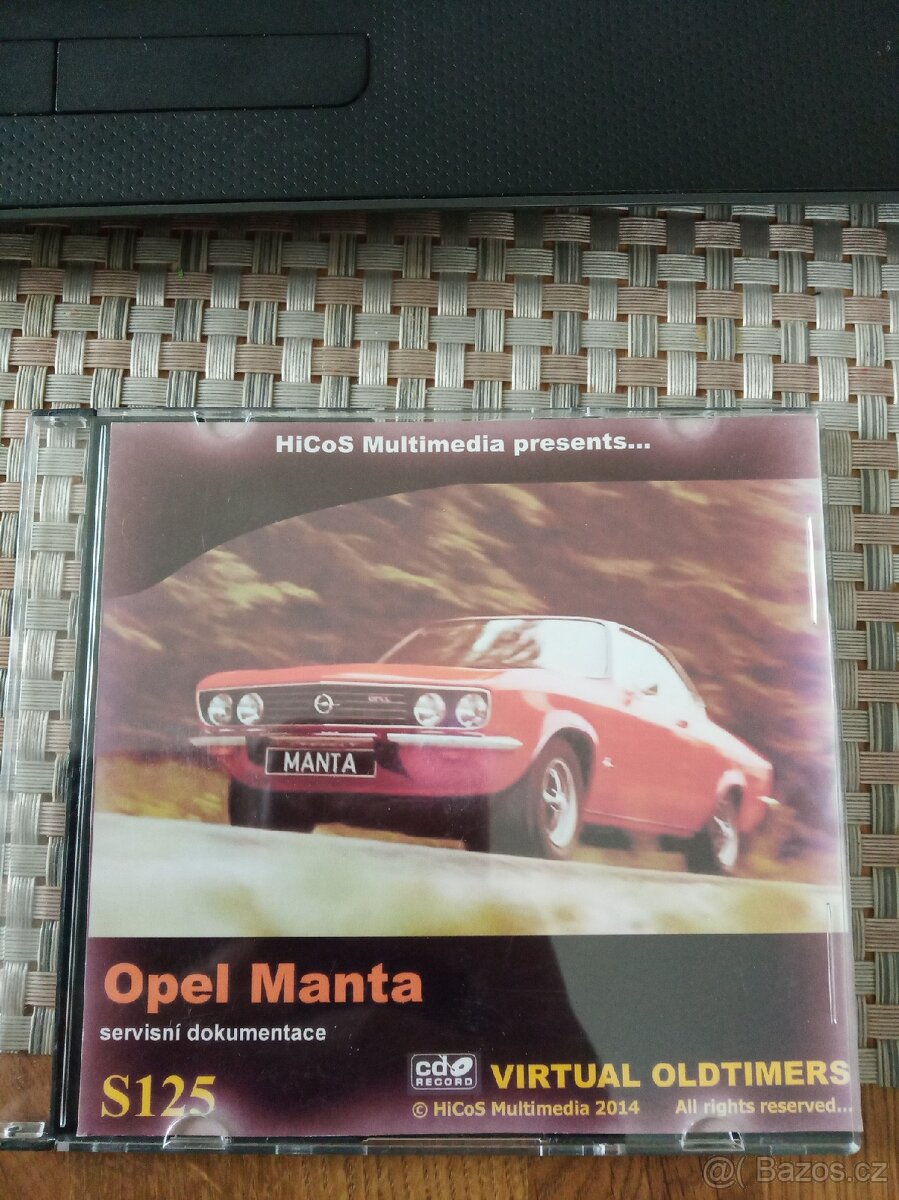 HiCoS Multimedia presents...
MANTA
Opel Manta
servisní dokumentace
S125
cd
RECORD
VIRTUAL OLDTIMERS
© HiCoS Multimedia 2014 All rights reserved...
@ Bazos.cz